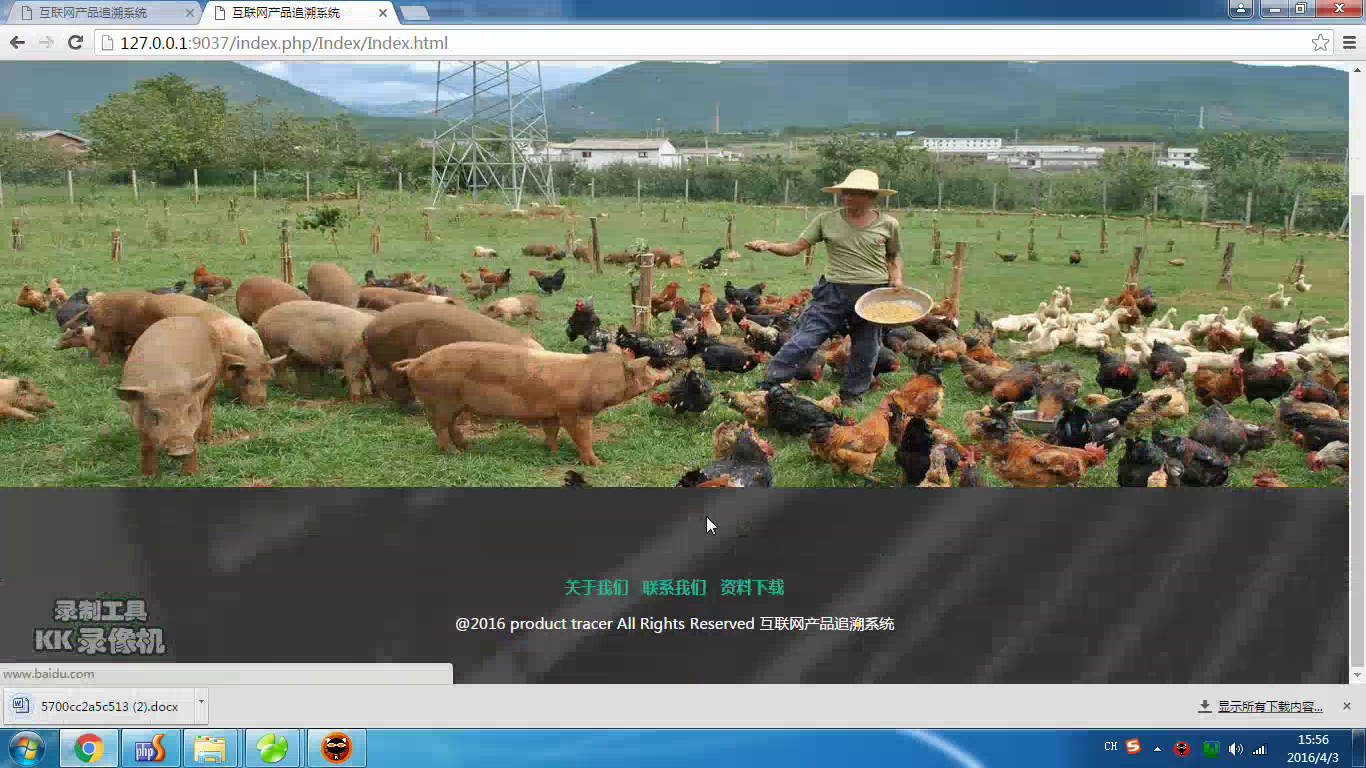 互联网产品追溯系统
互联网产品追溯系统
127.0.0.1:9037/index.php/Index/Index.html
关于我们 联系我们 资料下载
@2016 product tracer All Rights Reserved 互联网产品追溯系统
录制工具
KK 录像机
www.baidu.com
5700cc2a5c513 (2).docx
显示所有下载内容...
php
CH
15:56
2016/4/3